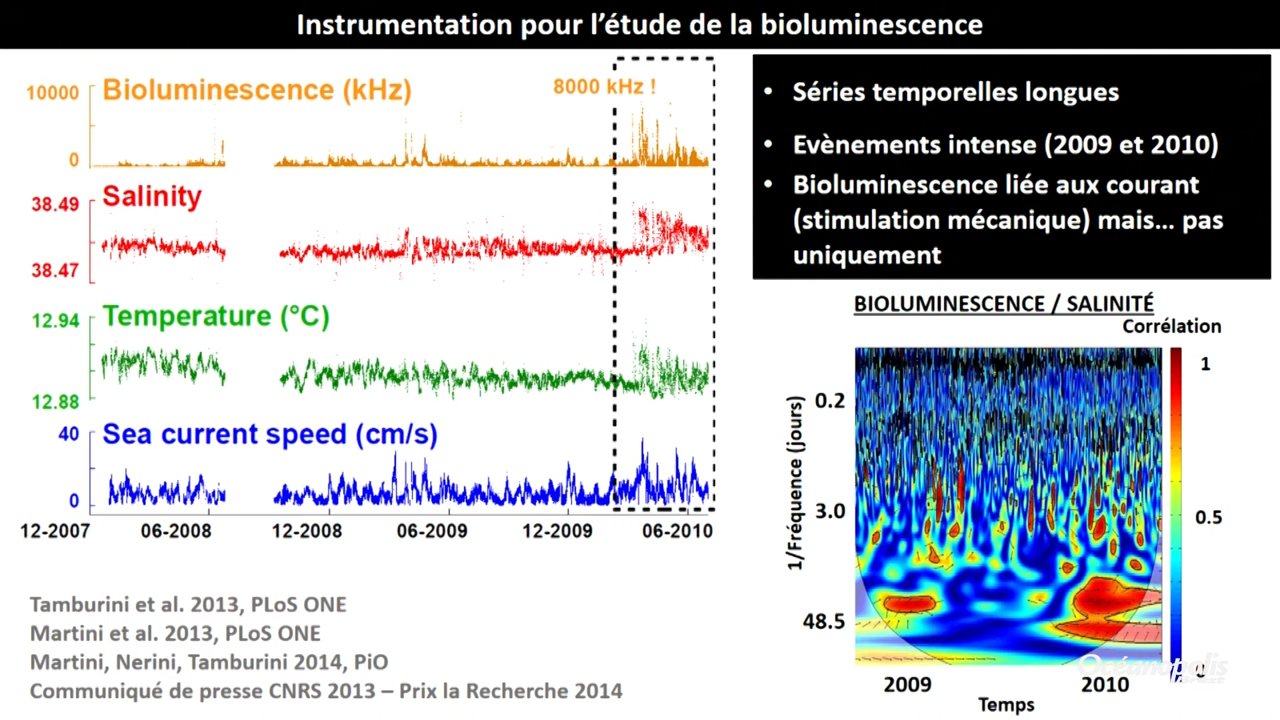 Instrumentation pour l’étude de la bioluminescence
Bioluminescence (kHz)
8000 kHz !
10000
0
Salinity
38.49
38.47
Temperature (°C)
12.94
12.88
Sea current speed (cm/s)
40
0
12-2007 06-2008 12-2008 06-2009 12-2009 06-2010
Tamburini et al. 2013, PLoS ONE
Martini et al. 2013, PLoS ONE
Martini, Nerini, Tamburini 2014, PiO
Communiqué de presse CNRS 2013 – Prix la Recherche 2014
• Séries temporelles longues
• Evènements intense (2009 et 2010)
• Bioluminescence liée aux courant
(stimulation mécanique) mais... pas
uniquement
BIOLUMINESCENCE / SALINITÉ
Corrélation
1
0.5
0
1/Fréquence (jours)
0.2
3.0
48.5
2009 2010
Temps
Océanopolis